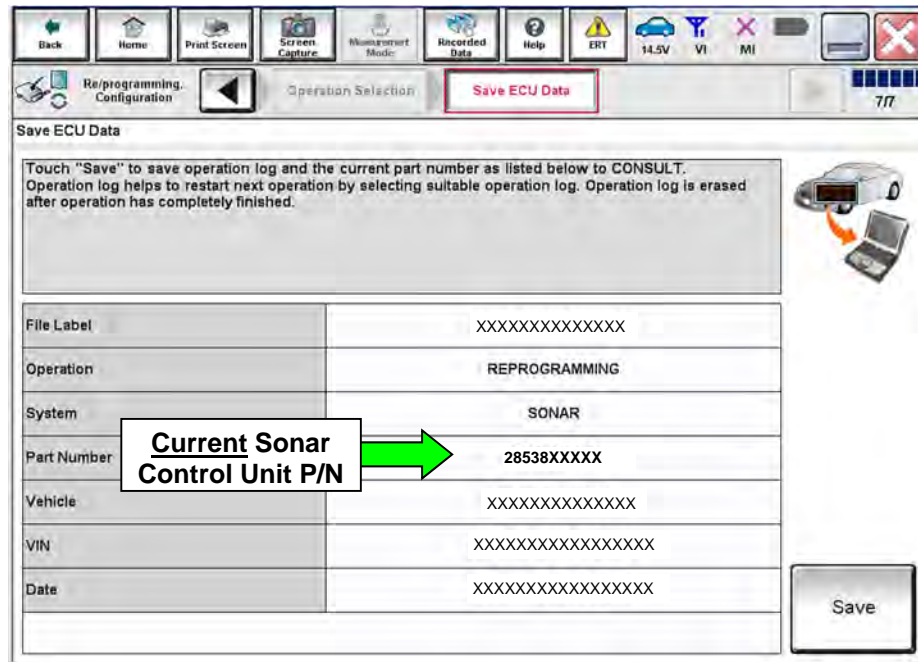 Back
Home
Print Screen
Screen
Capture
Measurement
Mode
Recorded
Data
Help
ERT
14.5V
VI
MI
Re/programming,
Configuration
Operation Selection
Save ECU Data
7/7
Save ECU Data
Touch "Save" to save operation log and the current part number as listed below to CONSULT.
Operation log helps to restart next operation by selecting suitable operation log. Operation log is erased
after operation has completely finished.
File Label
XXXXXXXXXXXXXX
Operation
REPROGRAMMING
System
SONAR
Part Number
Current Sonar
Control Unit P/N
28538XXXXX
Vehicle
XXXXXXXXXXXXXX
VIN
XXXXXXXXXXXXXXXXX
Date
XXXXXXXXXXXXXXXXX
Save